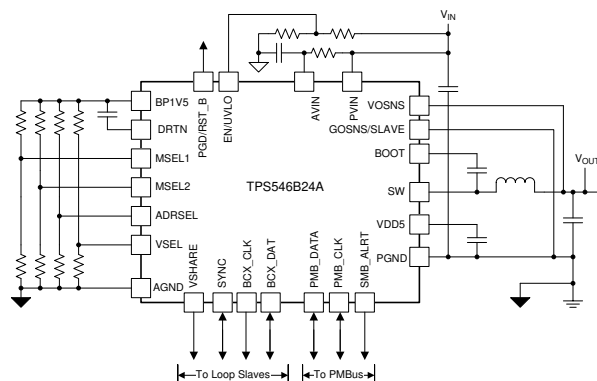 V_IN
PGD/RST_B
EN/UVLO
AVIN
PVIN
BP1V5
DRTN
MSEL1
MSEL2
ADRSEL
VSEL
AGND
TPS546B24A
VOSNS
GOSNS/SLAVE
BOOT
SW
VDD5
PGND
V_OUT
VSHARE
SYNC
BCX_CLK
BCX_DAT
PMB_DATA
PMB_CLK
SMB_ALRT
To Loop Slaves
To PMBus